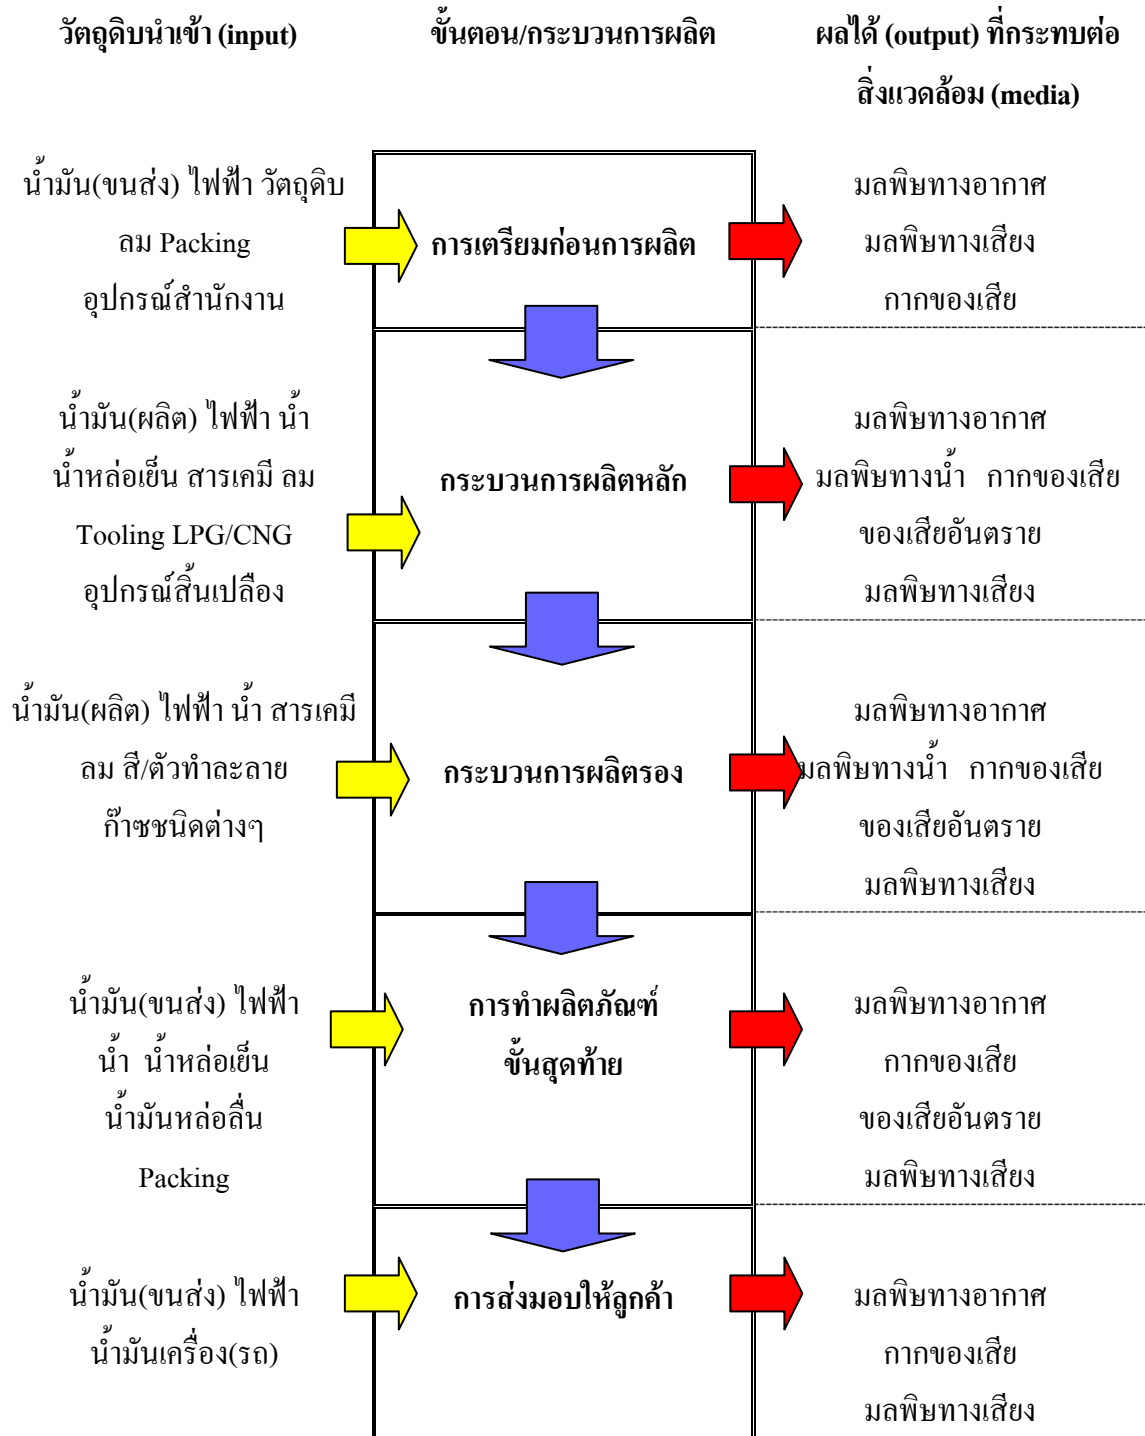 วัตถุดิบนำเข้า (input)
ขั้นตอน/กระบวนการผลิต
ผลได้ (output) ที่กระทบต่อ
สิ่งแวดล้อม (media)
น้ำมัน(ขนส่ง) ไฟฟ้า วัตถุดิบ
ลม Packing
อุปกรณ์สำนักงาน
การเตรียมก่อนการผลิต
มลพิษทางอากาศ
มลพิษทางเสียง
กากของเสีย
น้ำมัน(ผลิต) ไฟฟ้า น้ำ
น้ำหล่อเย็น สารเคมี ลม
Tooling LPG/CNG
อุปกรณ์สิ้นเปลือง
กระบวนการผลิตหลัก
มลพิษทางอากาศ
มลพิษทางน้ำ กากของเสีย
ของเสียอันตราย
มลพิษทางเสียง
น้ำมัน(ผลิต) ไฟฟ้า น้ำ สารเคมี
ลม สี/ตัวทำละลาย
ก๊าซชนิดต่างๆ
กระบวนการผลิตรอง
มลพิษทางอากาศ
มลพิษทางน้ำ กากของเสีย
ของเสียอันตราย
มลพิษทางเสียง
น้ำมัน(ขนส่ง) ไฟฟ้า
น้ำ น้ำหล่อเย็น
น้ำมันหล่อลื่น
Packing
การทำผลิตภัณฑ์
ขั้นสุดท้าย
มลพิษทางอากาศ
กากของเสีย
ของเสียอันตราย
มลพิษทางเสียง
น้ำมัน(ขนส่ง) ไฟฟ้า
น้ำมันเครื่อง(รถ)
การส่งมอบให้ลูกค้า
มลพิษทางอากาศ
กากของเสีย
มลพิษทางเสียง